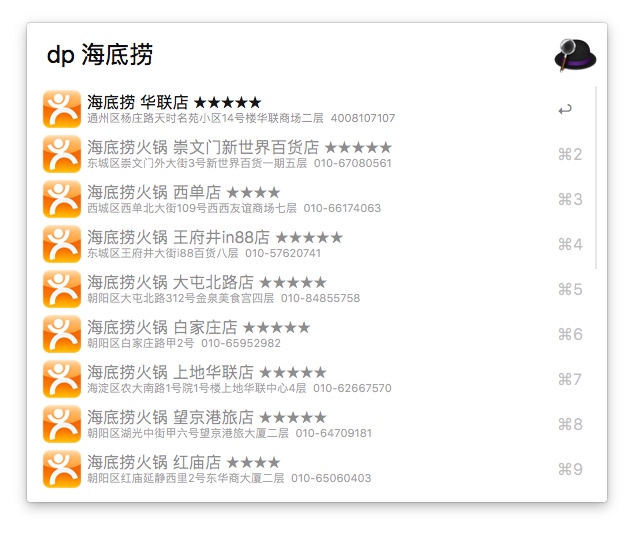 dp 海底捞
海底捞 华联店 ★★★★★
通州区杨庄路天时名苑小区14号楼华联商场二层 4008107107
海底捞火锅 崇文门新世界百货店 ★★★★★
东城区崇文门外大街3号新世界百货一期五层 010-67080561
⌘2
海底捞火锅 西单店 ★★★★
西城区西单北大街109号西西友谊商场七层 010-66174063
⌘3
海底捞火锅 王府井in88店 ★★★★★
东城区王府井大街i88百货八层 010-57620741
⌘4
海底捞火锅 大屯北路店 ★★★★★
朝阳区大屯北路312号金泉美食宫四层 010-84855758
⌘5
海底捞火锅 白家庄店 ★★★★★
朝阳区白家庄路甲2号 010-65952982
⌘6
海底捞火锅 上地华联店 ★★★★★
海淀区农大南路1号院1号楼上地华联中心4层 010-62667570
⌘7
海底捞火锅 望京港旅店 ★★★★★
朝阳区湖光中街甲六号望京港旅大厦二层 010-64709181
⌘8
海底捞火锅 红庙店 ★★★★
朝阳区红庙延静西里2号东华商大厦二层 010-65060403
⌘9